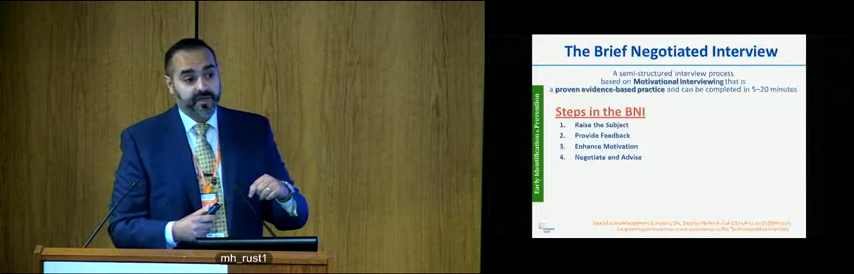 The Brief Negotiated Interview
A semi-structured interview process
based on Motivational Interviewing that is
a proven evidence-based practice and can be completed in 5–20 minutes
Early Identification & Prevention
Steps in the BNI
1. Raise the Subject
2. Provide Feedback
3. Enhance Motivation
4. Negotiate and Advise
mh_rust1